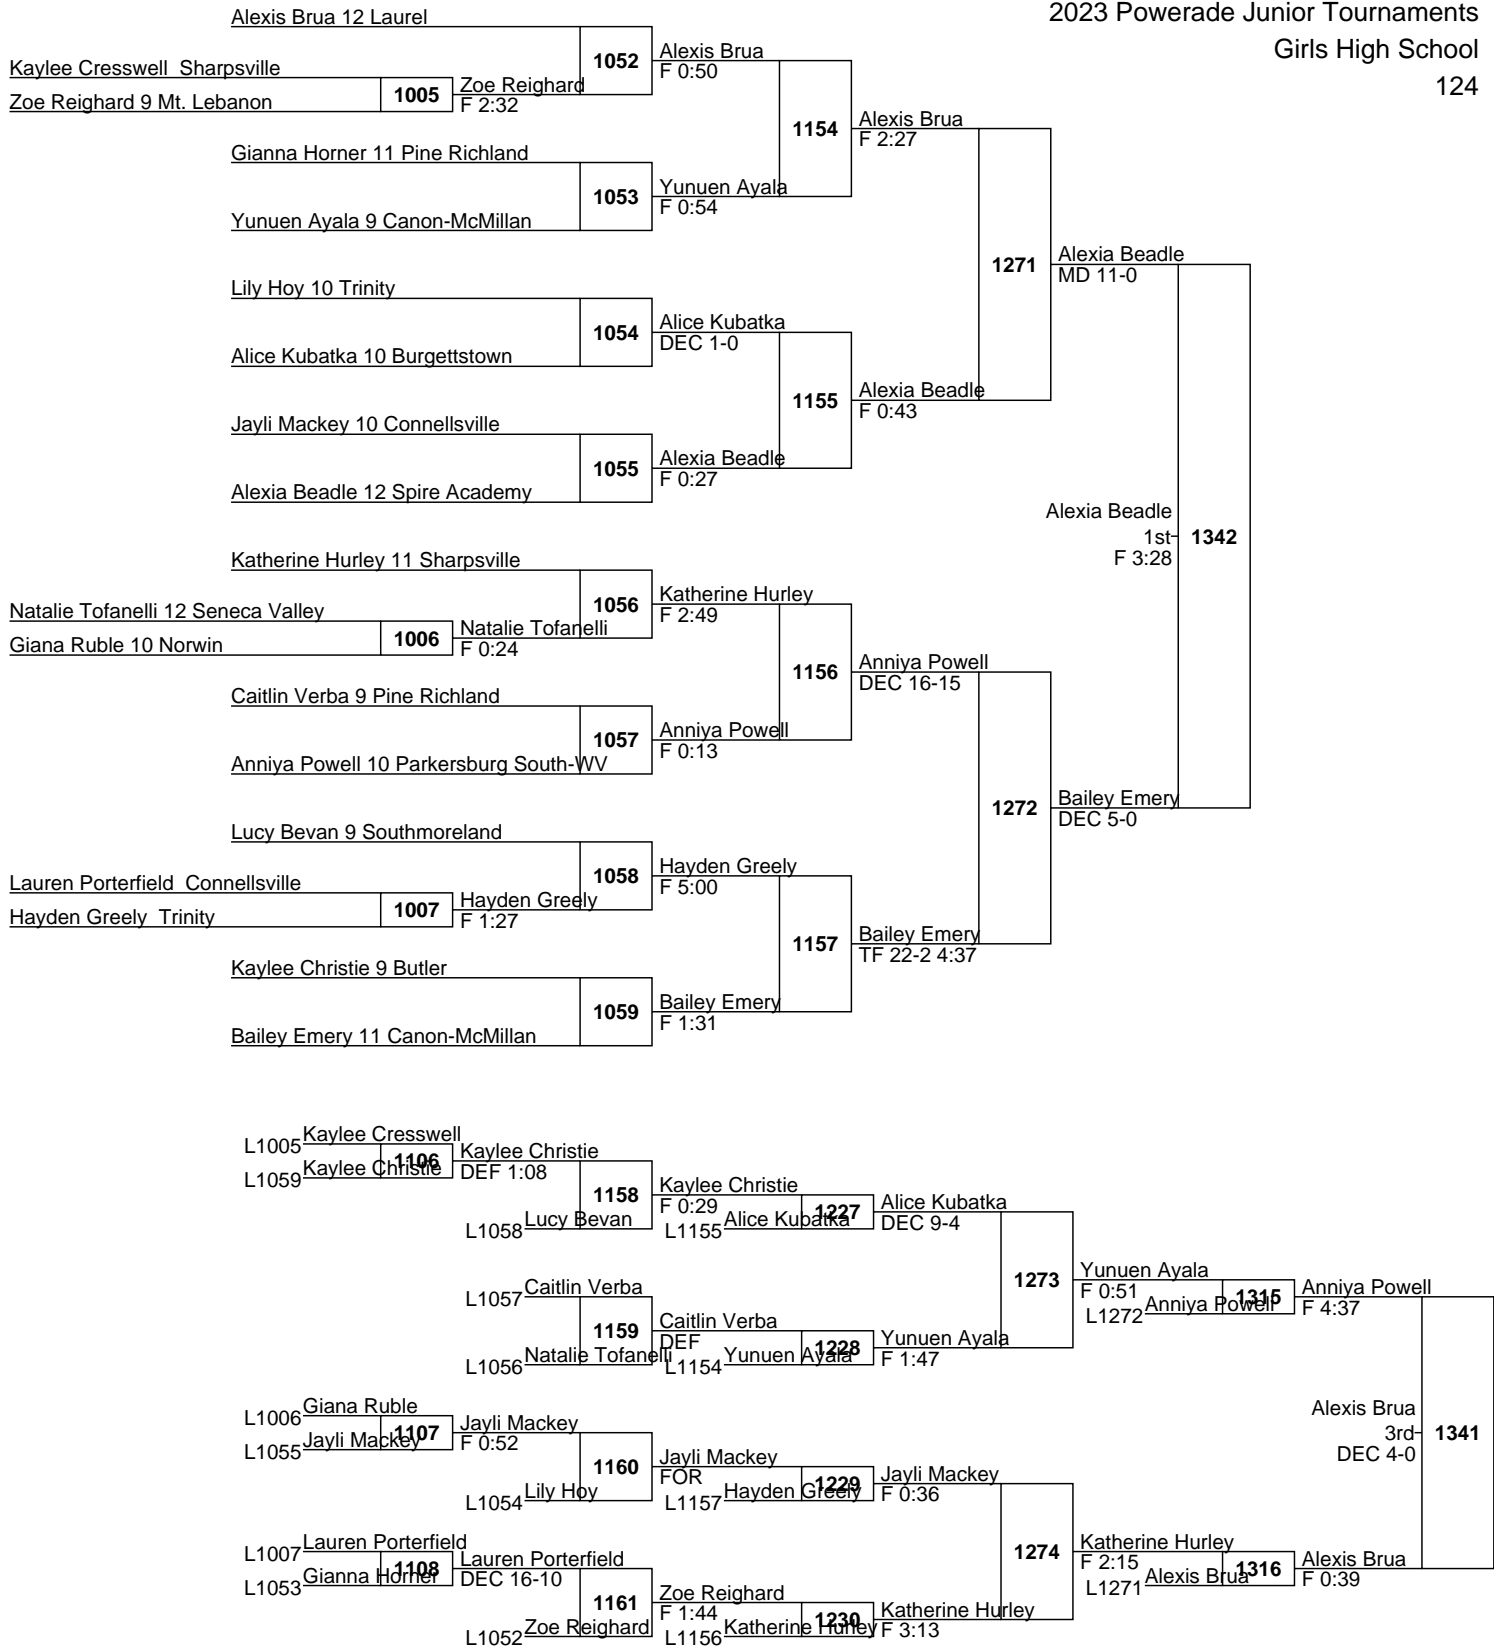 2023 Powerade Junior Tournaments
Girls High School
124
Alexis Brua 12 Laurel
Kaylee Cresswell  Sharpsville
1005
Zoe Reighard 9 Mt. Lebanon
Zoe Reighard
F 2:32
1052
Alexis Brua
F 0:50
Gianna Horner 11 Pine Richland
1053
Yunuen Ayala 9 Canon-McMillan
Yunuen Ayala
F 0:54
1154
Alexis Brua
F 2:27
Lily Hoy 10 Trinity
1054
Alice Kubatka 10 Burgettstown
Alice Kubatka
DEC 1-0
Jayli Mackey 10 Connellsville
1055
Alexia Beadle 12 Spire Academy
Alexia Beadle
F 0:27
1155
Alexia Beadle
F 0:43
1271
Alexia Beadle
MD 11-0
Katherine Hurley 11 Sharpsville
Natalie Tofanelli 12 Seneca Valley
1006
Giana Ruble 10 Norwin
Natalie Tofanelli
F 0:24
1056
Katherine Hurley
F 2:49
Caitlin Verba 9 Pine Richland
1057
Anniya Powell 10 Parkersburg South-WV
Anniya Powell
F 0:13
1156
Anniya Powell
DEC 16-15
Lucy Bevan 9 Southmoreland
Lauren Porterfield  Connellsville
1007
Hayden Greely  Trinity
Hayden Greely
F 1:27
1058
Hayden Greely
F 5:00
Kaylee Christie 9 Butler
1059
Bailey Emery 11 Canon-McMillan
Bailey Emery
F 1:31
1157
Bailey Emery
TF 22-2 4:37
1272
Bailey Emery
DEC 5-0
Alexia Beadle
1st
F 3:28
1342
L1005 Kaylee Cresswell
1106
L1059 Kaylee Christie
Kaylee Christie
DEF 1:08
1158
L1058 Lucy Bevan
Kaylee Christie
F 0:29
1227
L1155 Alice Kubatka
Alice Kubatka
DEC 9-4
L1057 Caitlin Verba
1159
L1056 Natalie Tofanelli
Caitlin Verba
DEF
1228
L1154 Yunuen Ayala
Yunuen Ayala
F 1:47
1273
Yunuen Ayala
F 0:51
1315
L1272 Anniya Powell
Anniya Powell
F 4:37
L1006 Giana Ruble
1107
L1055 Jayli Mackey
Jayli Mackey
F 0:52
1160
L1054 Lily Hoy
Jayli Mackey
FOR
1229
L1157 Hayden Greely
Jayli Mackey
F 0:36
L1007 Lauren Porterfield
1108
L1053 Gianna Horner
Lauren Porterfield
DEC 16-10
1161
L1052 Zoe Reighard
Zoe Reighard
F 1:44
1230
L1156 Katherine Hurley
Katherine Hurley
F 3:13
1274
Katherine Hurley
F 2:15
1316
L1271 Alexis Brua
Alexis Brua
F 0:39
Alexis Brua
3rd
DEC 4-0
1341